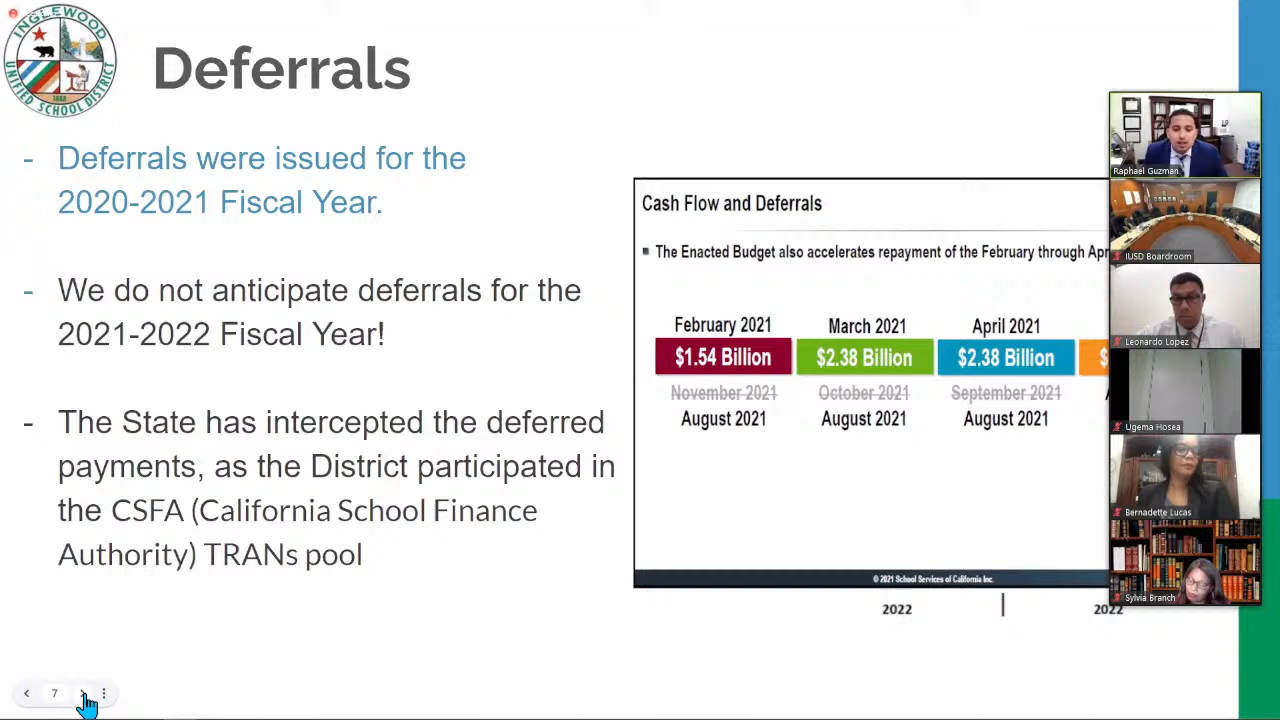 INGLEWOOD
UNIFIED SCHOOL DISTRICT
1888
Deferrals
- Deferrals were issued for the
2020-2021 Fiscal Year.
- We do not anticipate deferrals for the
2021-2022 Fiscal Year!
- The State has intercepted the deferred
payments, as the District participated in
the CSFA (California School Finance
Authority) TRANs pool
Cash Flow and Deferrals
The Enacted Budget also accelerates repayment of the February through Apr
February 2021 March 2021 April 2021
$1.54 Billion $2.38 Billion $2.38 Billion $
November 2021 October 2021 September 2021
August 2021 August 2021 August 2021
© 2021 School Services of California Inc.
2022 2022
Raphael Guzman
IUSD Boardroom
Leonardo Lopez
Ugema Hosea
Bernadette Lucas
Sylvia Branch
7